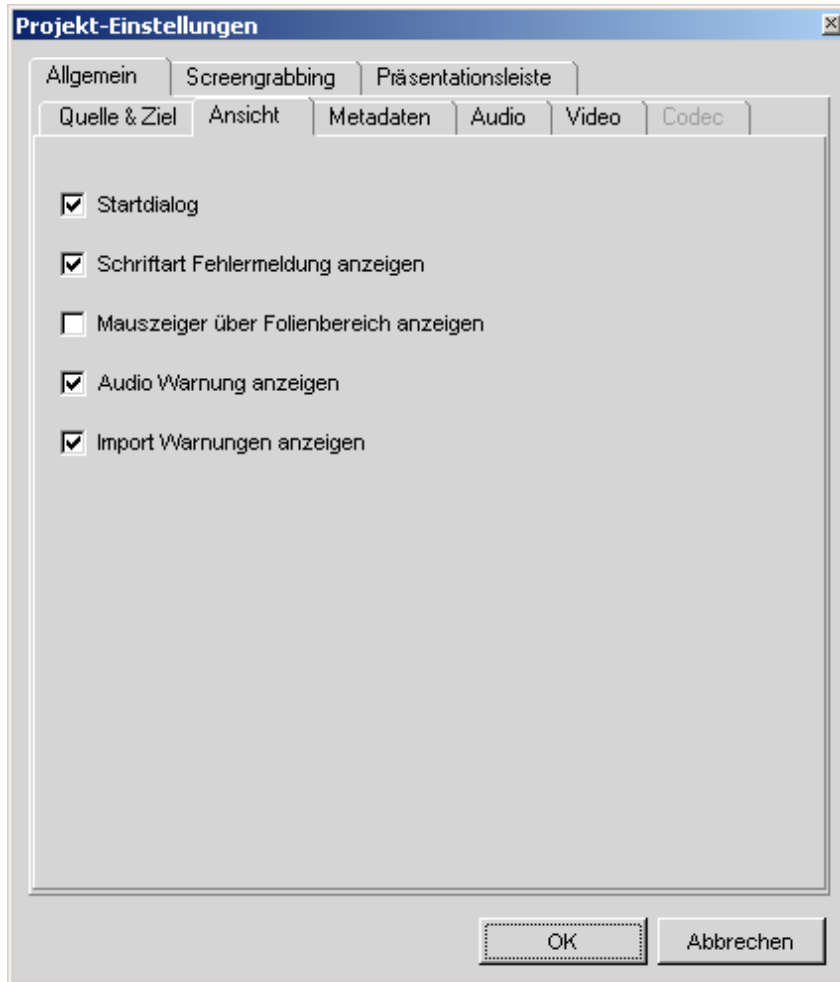 Projekt-Einstellungen
Allgemein Screengrabbing Präsentationsleiste
Quelle & Ziel Ansicht Metadaten Audio Video Codec
Startdialog
Schriftart Fehlermeldung anzeigen
Mauszeiger über Folienbereich anzeigen
Audio Warnung anzeigen
Import Warnungen anzeigen
OK Abbrechen